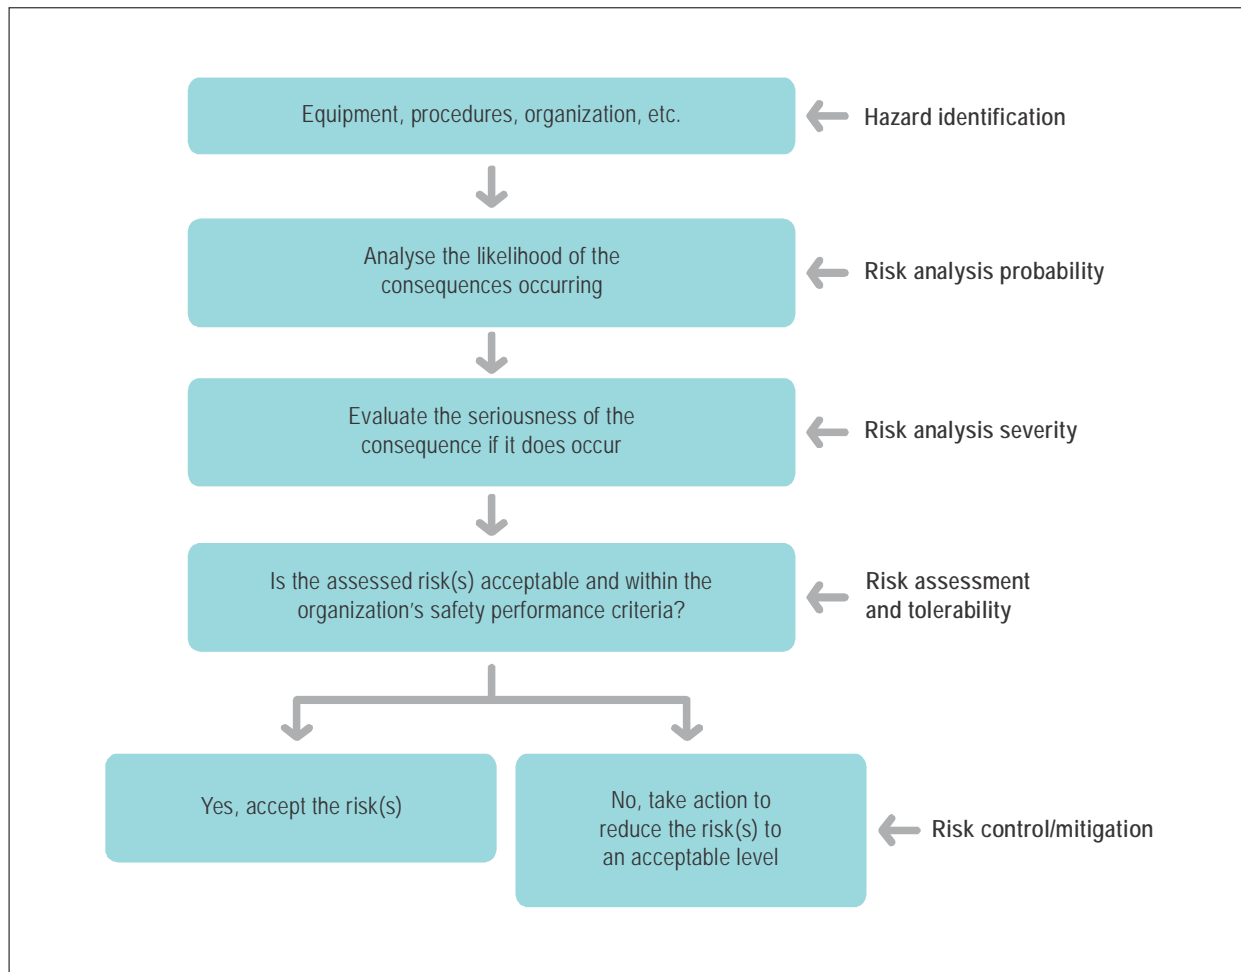 Equipment, procedures, organization, etc.
Hazard identification
Analyse the likelihood of the
consequences occurring
Risk analysis probability
Evaluate the seriousness of the
consequence if it does occur
Risk analysis severity
Is the assessed risk(s) acceptable and within the
organization's safety performance criteria?
Risk assessment
and tolerability
Yes, accept the risk(s)
No, take action to
reduce the risk(s) to
an acceptable level
Risk control/mitigation